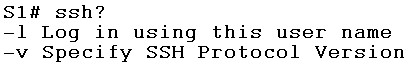 S1# ssh?
-l Log in using this user name
-v Specify SSH Protocol Version